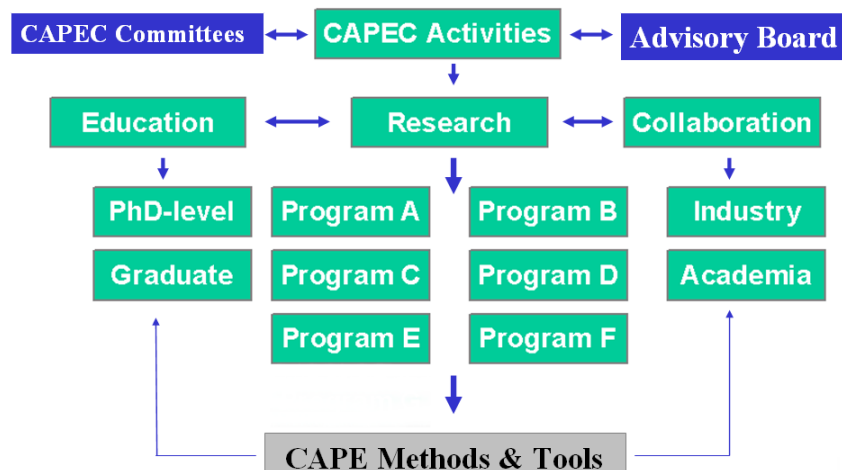 CAPEC Committees
CAPEC Activities
Advisory Board
Education
Research
Collaboration
PhD-level
Program A
Program B
Industry
Graduate
Program C
Program D
Academia
Program E
Program F
CAPE Methods & Tools